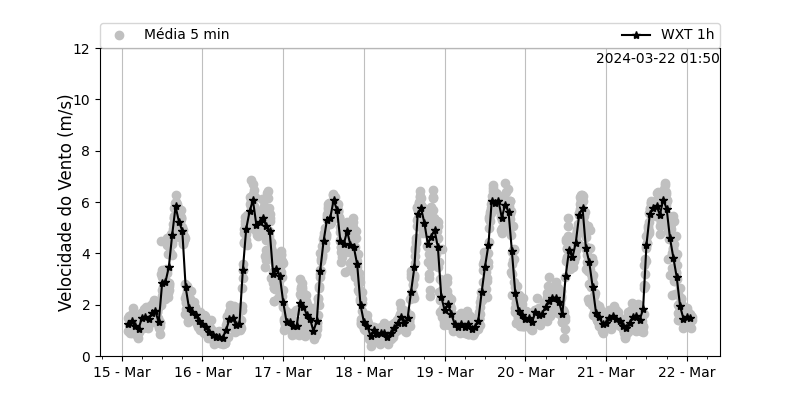 Média 5 min
WXT 1h
2024-03-22 01:50
Velocidade do Vento (m/s)
12
10
8
6
4
2
0
15 - Mar
16 - Mar
17 - Mar
18 - Mar
19 - Mar
20 - Mar
21 - Mar
22 - Mar